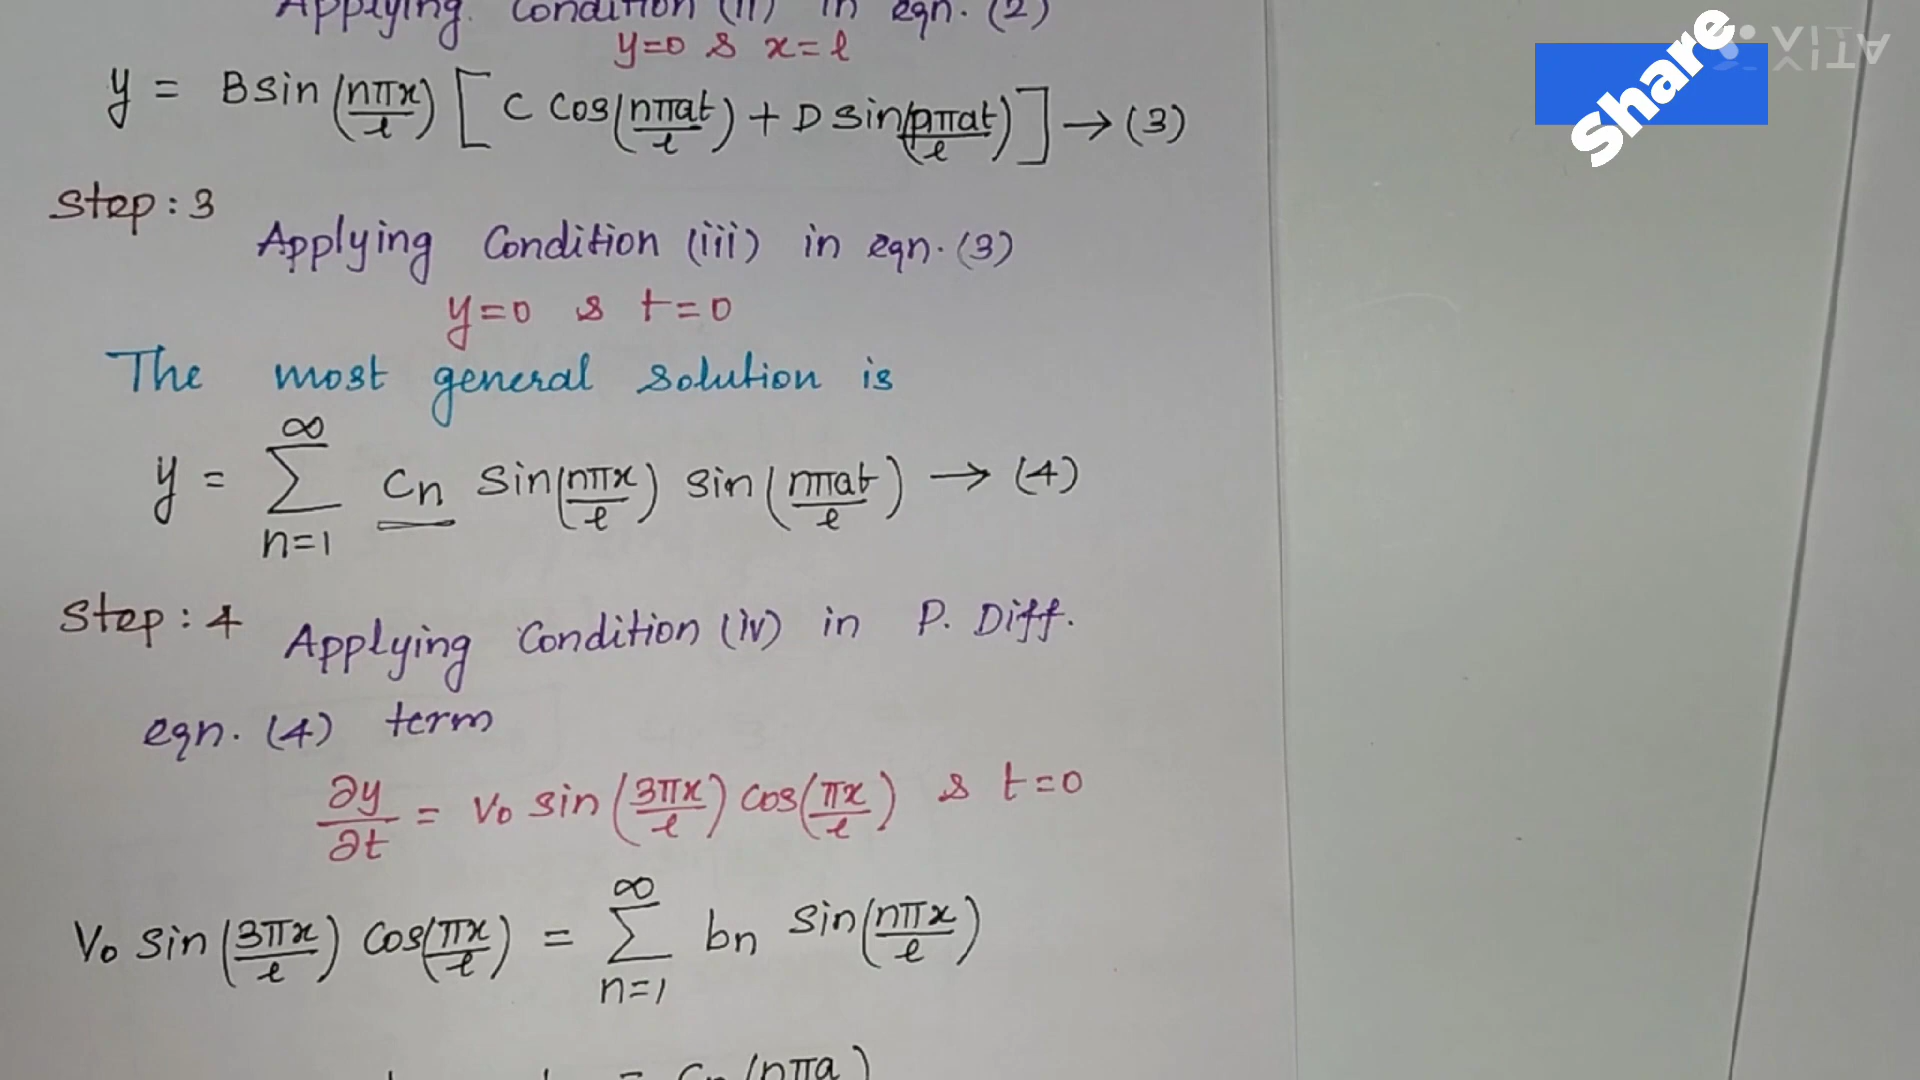 Applying Condition (ii) in eqn. (2)
y=0 & x=l
y = B sin (nπx/l) [C cos (nπat/l) + D sin (nπat/l)] → (3)
Step: 3
Applying Condition (iii) in eqn. (3)
y=0 & t=0
The most general solution is
y = ∑_{n=1}^{∞} Cn sin (nπx/l) sin (nπat/l) → (4)
Step: 4 Applying Condition (iv) in P. Diff.
eqn. (4) term
∂y/∂t = V₀ sin (3πx/l) cos (πx/l) & t=0
V₀ sin (3πx/l) cos (πx/l) = ∑_{n=1}^{∞} bn sin (nπx/l)
= Cn (nπa )
Share